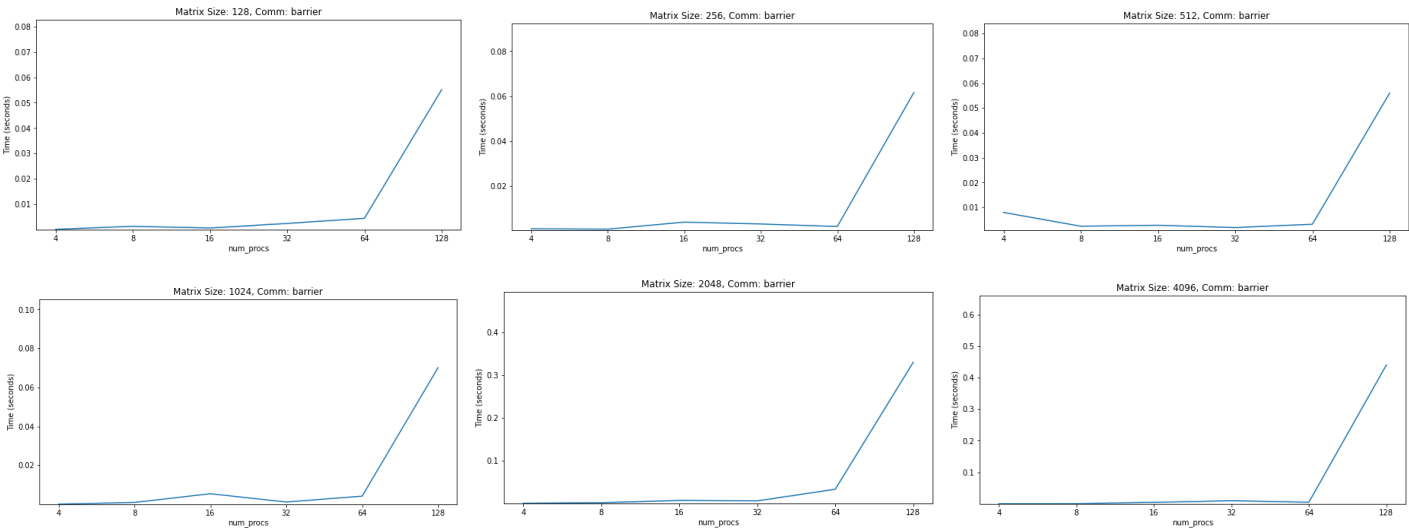 Matrix Size: 128, Comm: barrier
0.08
0.07
0.06
0.05
0.04
0.03
0.02
0.01
Time (seconds)
4 8 16 32 64 128
num_procs
Matrix Size: 256, Comm: barrier
0.08
0.06
0.04
0.02
Time (seconds)
4 8 16 32 64 128
num_procs
Matrix Size: 512, Comm: barrier
0.08
0.07
0.06
0.05
0.04
0.03
0.02
0.01
Time (seconds)
4 8 16 32 64 128
num_procs
Matrix Size: 1024, Comm: barrier
0.10
0.08
0.06
0.04
0.02
Time (seconds)
4 8 16 32 64 128
num_procs
Matrix Size: 2048, Comm: barrier
0.4
0.3
0.2
0.1
Time (seconds)
4 8 16 32 64 128
num_procs
Matrix Size: 4096, Comm: barrier
0.6
0.5
0.4
0.3
0.2
0.1
Time (seconds)
4 8 16 32 64 128
num_procs